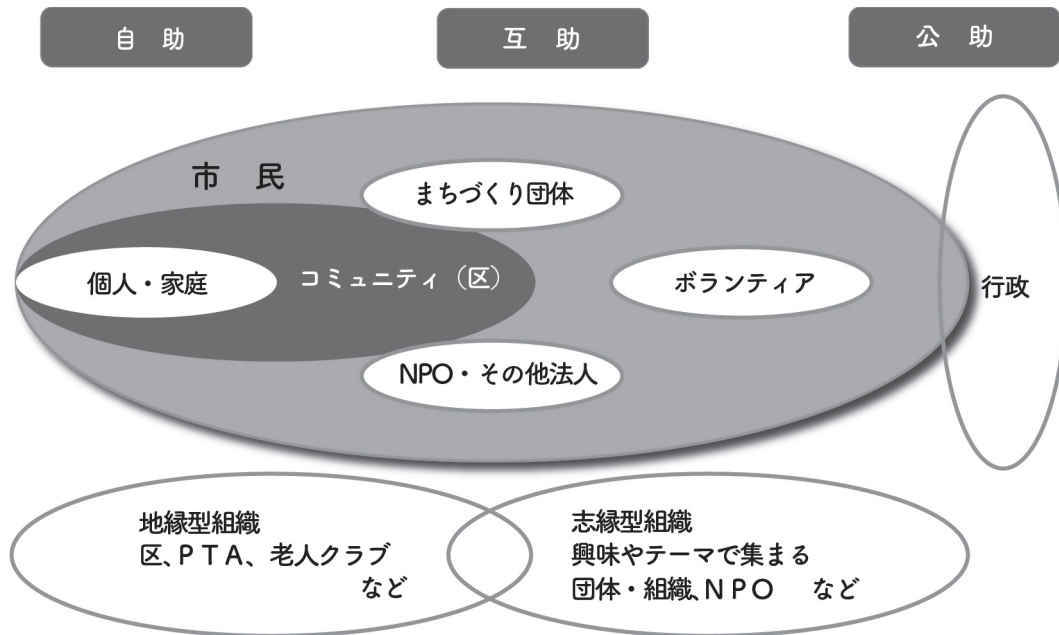 自　助
互　助
公　助
市　民
まちづくり団体
個人・家庭
コミュニティ（区）
ボランティア
行政
NPO・その他法人
地縁型組織
区、ＰＴＡ、老人クラブ
など
志縁型組織
興味やテーマで集まる
団体・組織、ＮＰＯ　など